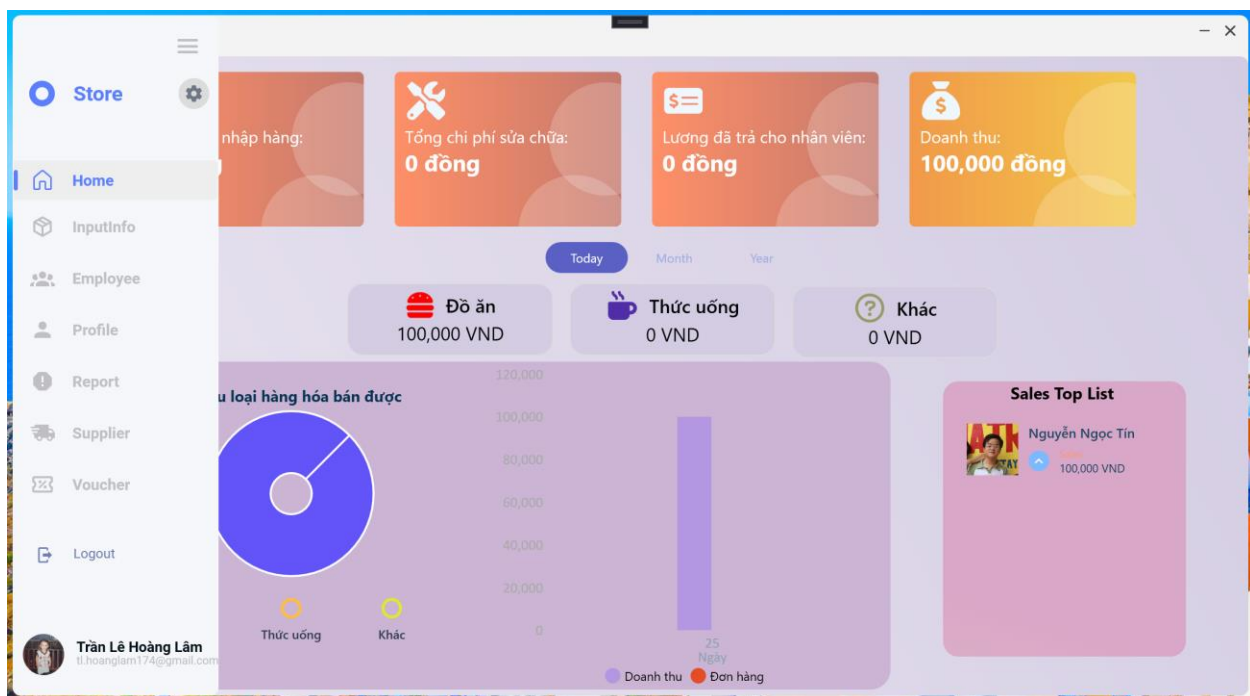 Store
Home
InputInfo
Employee
Profile
Report
Supplier
Voucher
Logout
Trần Lê Hoàng Lâm
tl.hoanglam174@gmail.com
nhập hàng:
Tổng chi phí sửa chữa:
0 đồng
Lương đã trả cho nhân viên:
0 đồng
Doanh thu:
100,000 đồng
Today Month Year
Đồ ăn
100,000 VND
Thức uống
0 VND
Khác
0 VND
loại hàng hóa bán được
Thức uống
Khác
120,000
100,000
80,000
60,000
40,000
20,000
0
25
Ngày
Doanh thu Đơn hàng
Sales Top List
Nguyễn Ngọc Tín
100,000 VND